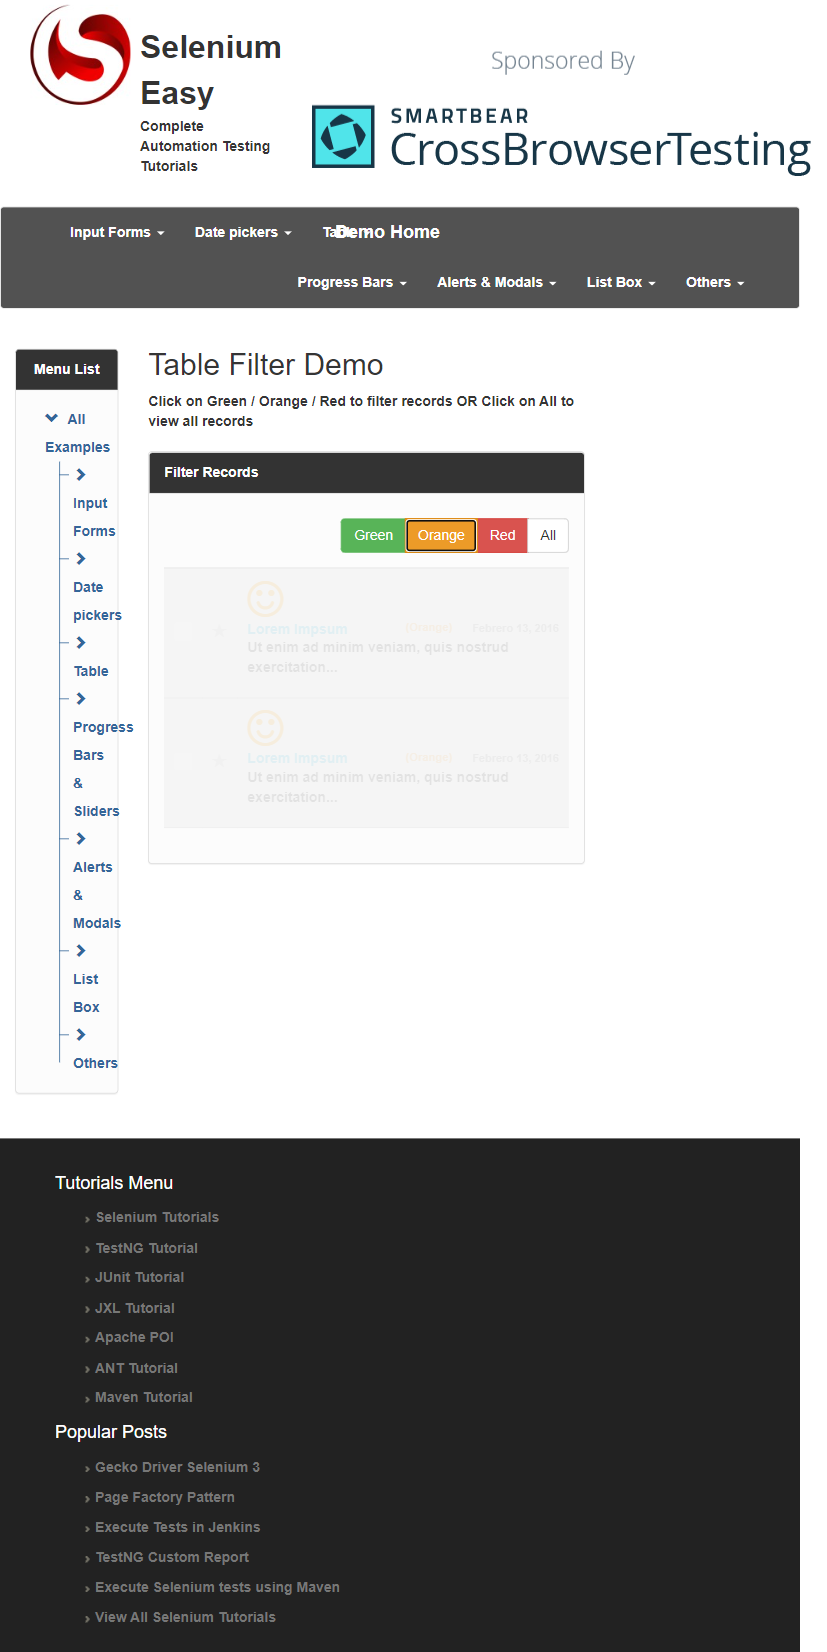 Selenium
Easy
Complete
Automation Testing
Tutorials
Sponsored By
SMARTBEAR
CrossBrowserTesting
Input Forms
Date pickers
Table
Demo Home
Progress Bars
Alerts & Modals
List Box
Others
Menu List
All
Examples
Input
Forms
Date
pickers
Table
Progress
Bars
&
Sliders
Alerts
&
Modals
List
Box
Others
Table Filter Demo
Click on Green / Orange / Red to filter records OR Click on All to
view all records
Filter Records
Green Orange Red All
Lorem Impsum (Orange) Febrero 13, 2016
Ut enim ad minim veniam, quis nostrud
exercitation...
Lorem Impsum (Orange) Febrero 13, 2016
Ut enim ad minim veniam, quis nostrud
exercitation...
Tutorials Menu
Selenium Tutorials
TestNG Tutorial
JUnit Tutorial
JXL Tutorial
Apache POI
ANT Tutorial
Maven Tutorial
Popular Posts
Gecko Driver Selenium 3
Page Factory Pattern
Execute Tests in Jenkins
TestNG Custom Report
Execute Selenium tests using Maven
View All Selenium Tutorials